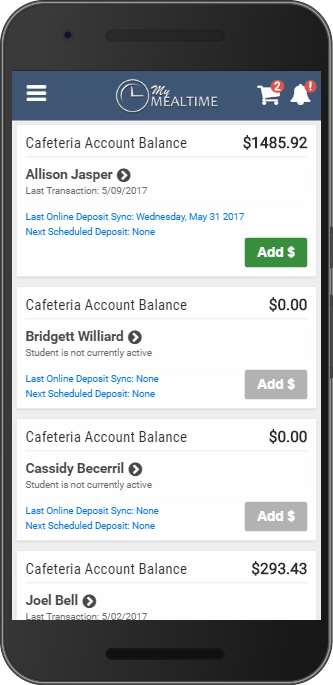 2
!
My
MEALTIME
Cafeteria Account Balance $1485.92
Allison Jasper
Last Transaction: 5/09/2017
Last Online Deposit Sync: Wednesday, May 31 2017
Next Scheduled Deposit: None
Add $
Cafeteria Account Balance $0.00
Bridgett Williard
Student is not currently active
Last Online Deposit Sync: None
Next Scheduled Deposit: None
Add $
Cafeteria Account Balance $0.00
Cassidy Becerril
Student is not currently active
Last Online Deposit Sync: None
Next Scheduled Deposit: None
Add $
Cafeteria Account Balance $293.43
Joel Bell
Last Transaction: 5/02/2017